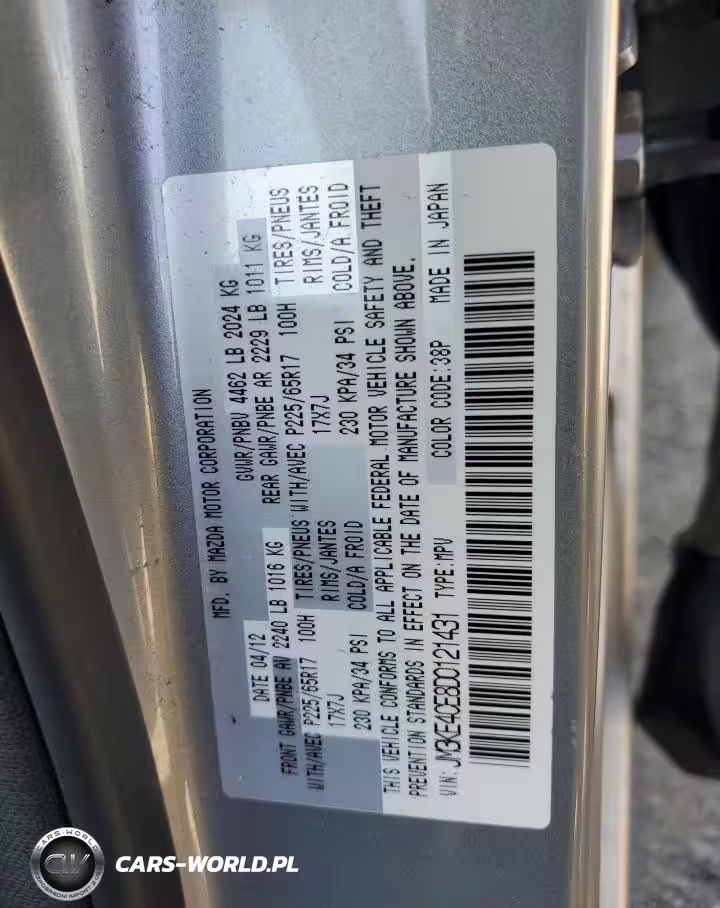 MFD. BY MAZDA MOTOR CORPORATION
DATE 04/12 GVWR/PNBV 4462 LB 2024 KG
FRONT GAWR/PNBE AV 2240 LB 1016 KG REAR GAWR/PNBE AR 2229 LB 1011 KG
WITH/AVEC P225/65R17 100H TIRES/PNEUS WITH/AVEC P225/65R17 100H TIRES/PNEUS
17X7J RIMS/JANTES 17X7J RIMS/JANTES
230 KPA/34 PSI COLD/A FROID 230 KPA/34 PSI COLD/A FROID
THIS VEHICLE CONFORMS TO ALL APPLICABLE FEDERAL MOTOR VEHICLE SAFETY AND THEFT
PREVENTION STANDARDS IN EFFECT ON THE DATE OF MANUFACTURE SHOWN ABOVE.
VIN: JM3KE4DE8D0121431 TYPE:MPV COLOR CODE:38P MADE IN JAPAN
CARS-WORLD
CW
CARS-WORLD.PL